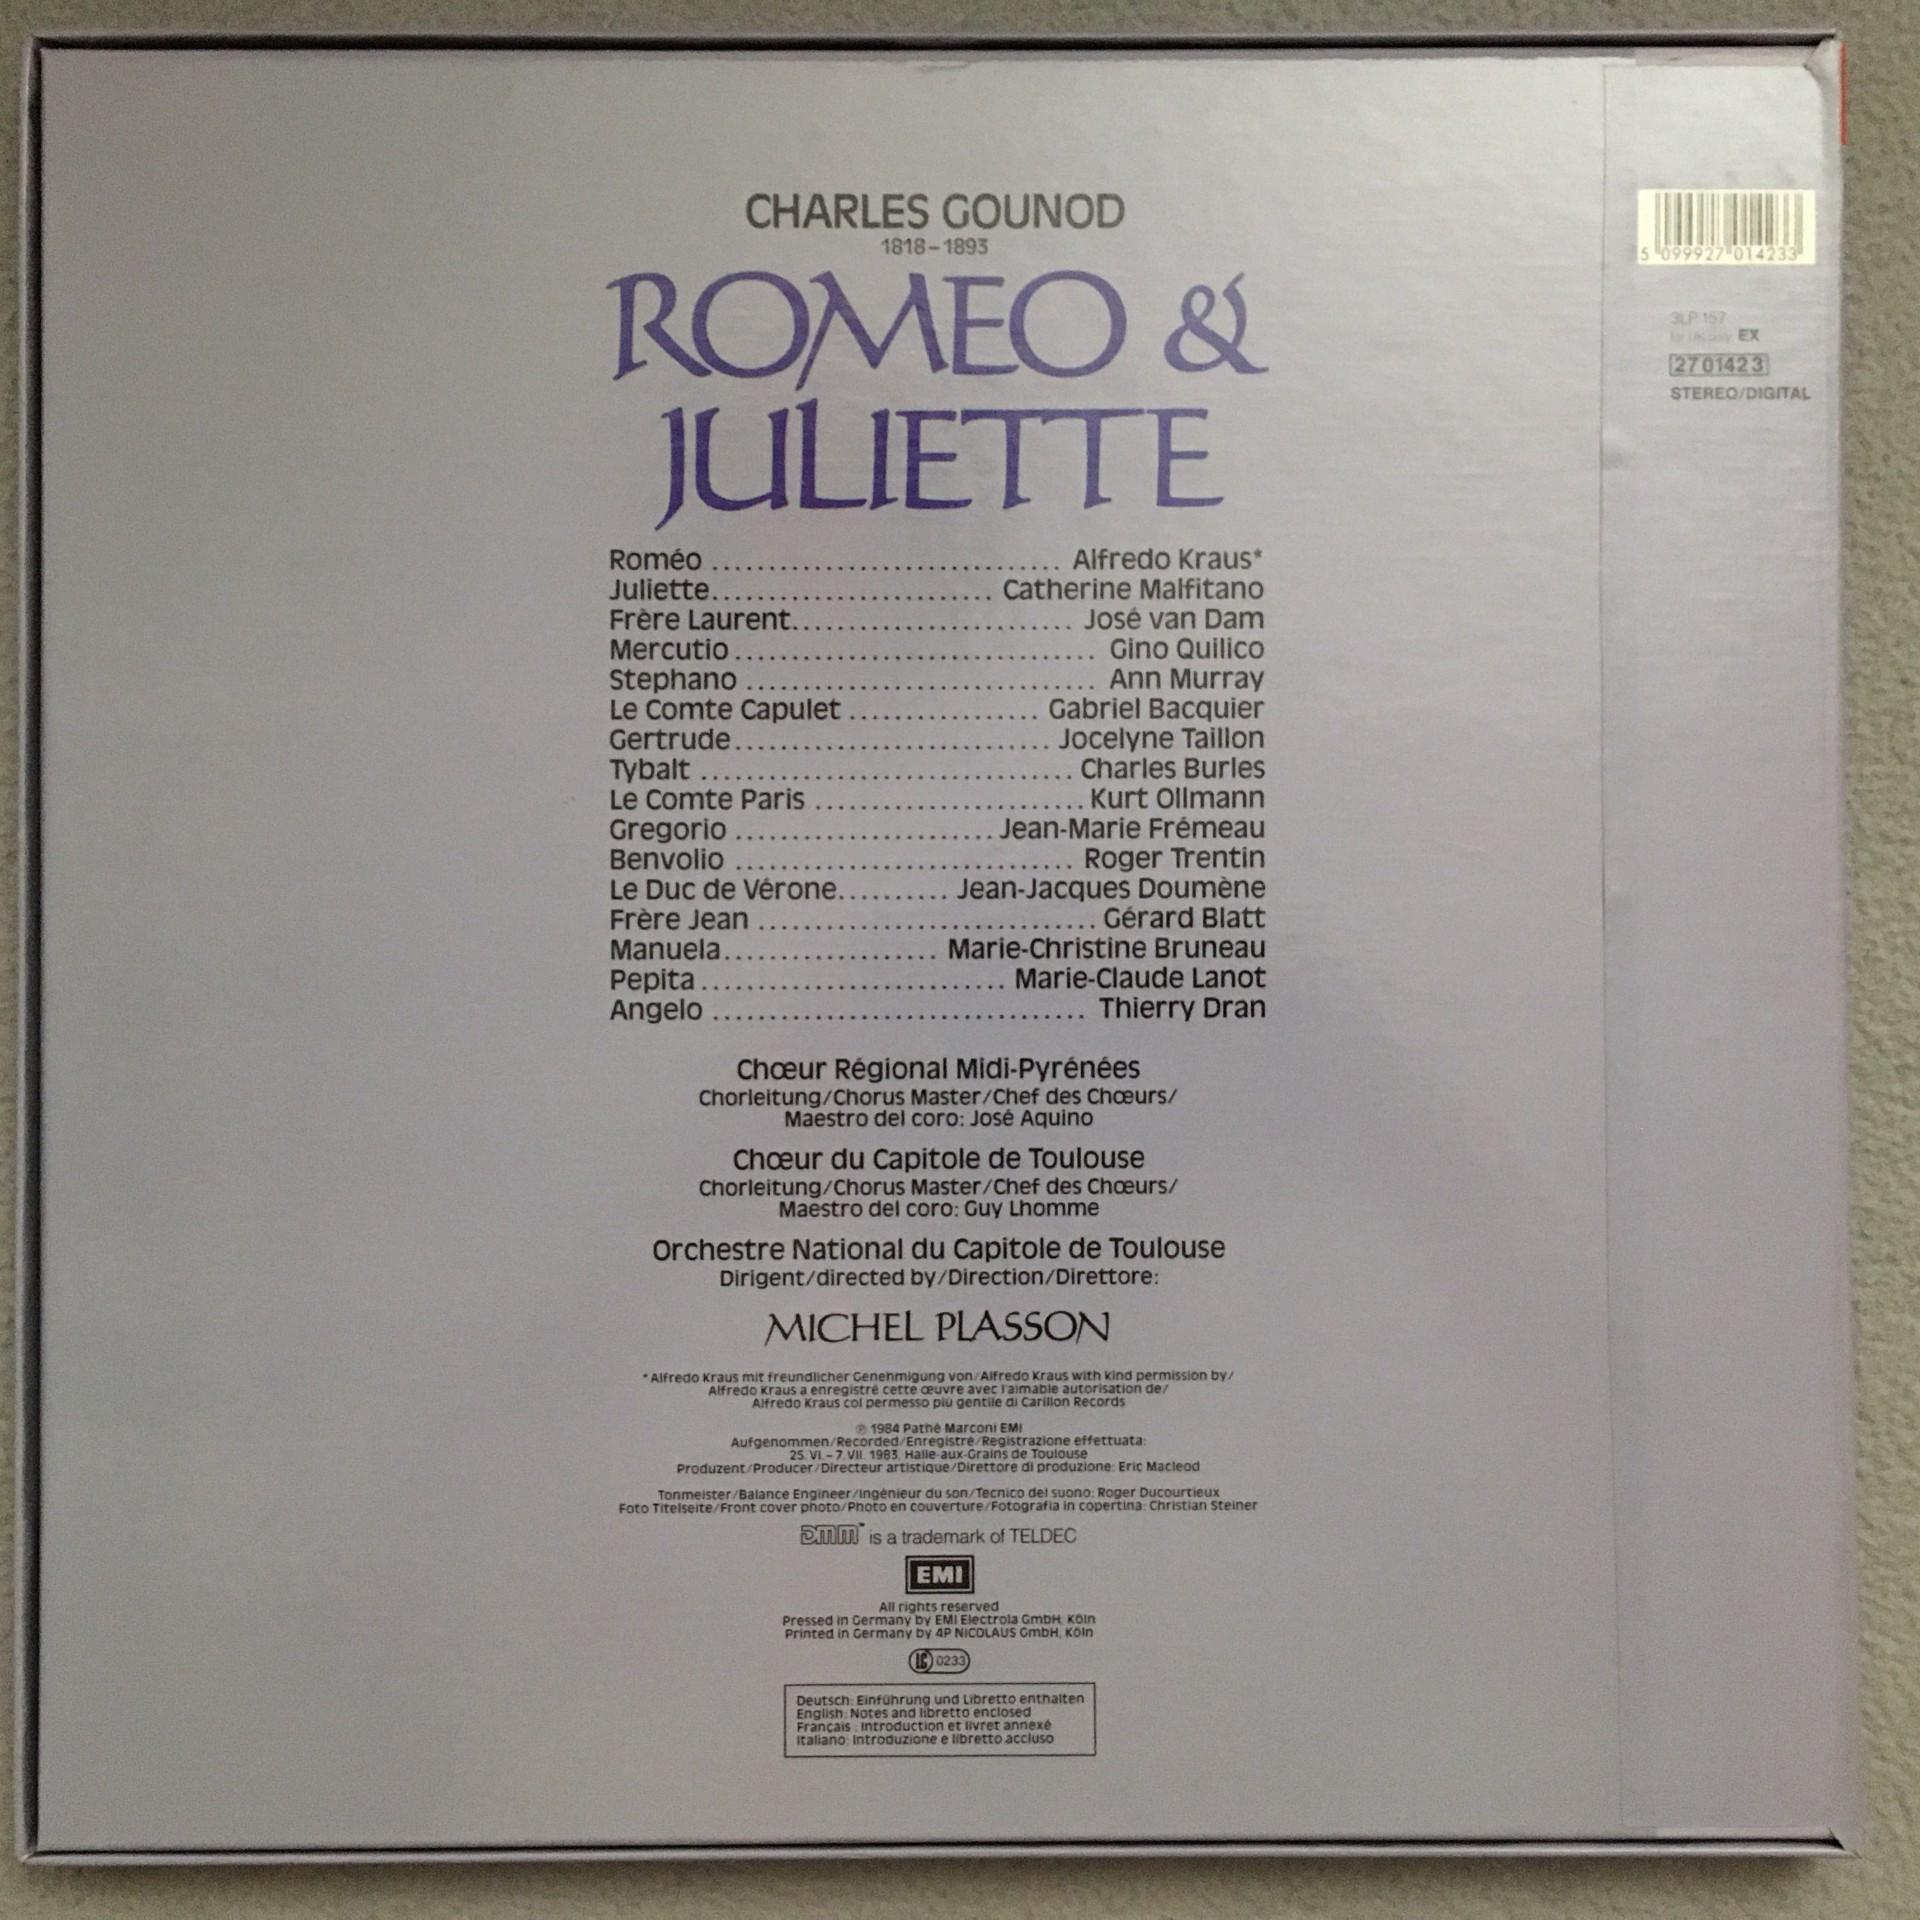 CHARLES GOUNOD
1818–1893
ROMEO &
JULIETTE
Roméo ................................ Alfredo Kraus*
Juliette.......................... Catherine Malfitano
Frère Laurent......................... José van Dam
Mercutio ................................ Gino Quilico
Stephano ............................... Ann Murray
Le Comte Capulet ................. Gabriel Bacquier
Gertrude............................ Jocelyne Taillon
Tybalt ................................. Charles Burles
Le Comte Paris ........................ Kurt Ollmann
Gregorio ....................... Jean-Marie Frémeau
Benvolio .............................. Roger Trentin
Le Duc de Vérone.......... Jean-Jacques Doumène
Frère Jean .............................. Gérard Blatt
Manuela................... Marie-Christine Bruneau
Pepita ........................... Marie-Claude Lanot
Angelo ................................. Thierry Dran
Chœur Régional Midi-Pyrénées
Chorleitung/Chorus Master/Chef des Chœurs/
Maestro del coro: José Aquino
Chœur du Capitole de Toulouse
Chorleitung/Chorus Master/Chef des Chœurs/
Maestro del coro: Guy Lhomme
Orchestre National du Capitole de Toulouse
Dirigent/directed by/Direction/Direttore:
MICHEL PLASSON
*Alfredo Kraus mit freundlicher Genehmigung von/Alfredo Kraus with kind permission by/
Alfredo Kraus a enregistré cette œuvre avec l'aimable autorisation de/
Alfredo Kraus col permesso più gentile di Carillon Records
℗ 1984 Pathé Marconi EMI
Aufgenommen/Recorded/Enregistré/Registrazione effettuata:
25. VI. – 7. VII. 1983, Halle-aux-Grains de Toulouse
Produzent/Producer/Directeur artistique/Direttore di produzione: Eric Macleod
Tonmeister/Balance Engineer/Ingénieur du son/Tecnico del suono: Roger Ducourtieux
Foto Titelseite/Front cover photo/Photo en couverture/Fotografia in copertina: Christian Steiner
DMM™ is a trademark of TELDEC
EMI
All rights reserved
Pressed in Germany by EMI Electrola GmbH, Köln
Printed in Germany by 4P NICOLAUS GmbH, Köln
LC 0233
Deutsch: Einführung und Libretto enthalten
English: Notes and libretto enclosed
Français : Introduction et livret annexé
Italiano: Introduzione e libretto accluso
5 099927 014233
3LP 157
EX
27 0142 3
STEREO/DIGITAL